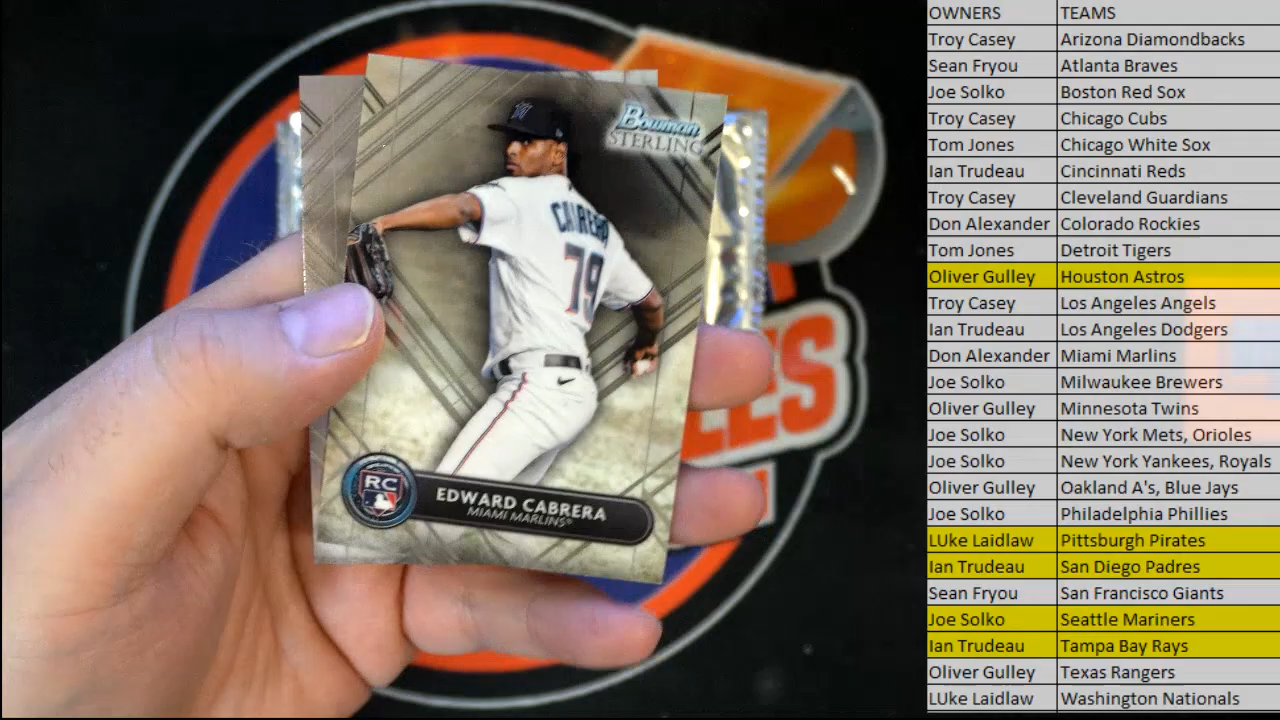 Bowman
STERLING
CABRERA
79
RC
EDWARD CABRERA
MIAMI MARLINS®
ES
OWNERS TEAMS
Troy Casey Arizona Diamondbacks
Sean Fryou Atlanta Braves
Joe Solko Boston Red Sox
Troy Casey Chicago Cubs
Tom Jones Chicago White Sox
Ian Trudeau Cincinnati Reds
Troy Casey Cleveland Guardians
Don Alexander Colorado Rockies
Tom Jones Detroit Tigers
Oliver Gulley Houston Astros
Troy Casey Los Angeles Angels
Ian Trudeau Los Angeles Dodgers
Don Alexander Miami Marlins
Joe Solko Milwaukee Brewers
Oliver Gulley Minnesota Twins
Joe Solko New York Mets, Orioles
Joe Solko New York Yankees, Royals
Oliver Gulley Oakland A's, Blue Jays
Joe Solko Philadelphia Phillies
LUke Laidlaw Pittsburgh Pirates
Ian Trudeau San Diego Padres
Sean Fryou San Francisco Giants
Joe Solko Seattle Mariners
Ian Trudeau Tampa Bay Rays
Oliver Gulley Texas Rangers
LUke Laidlaw Washington Nationals